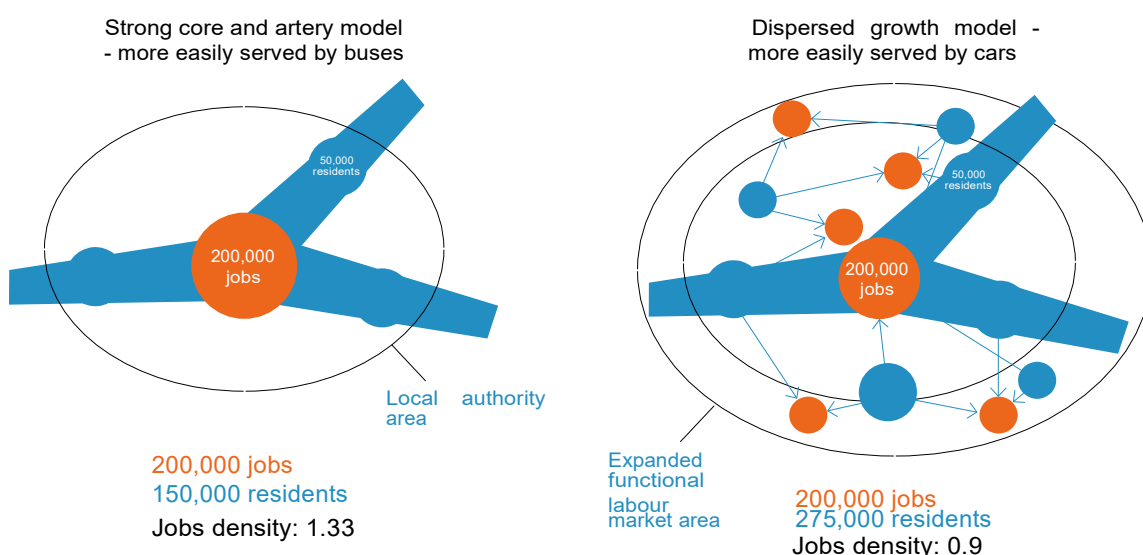 Strong core and artery model
- more easily served by buses
50,000
residents
200,000
jobs
Local authority
area
200,000 jobs
150,000 residents
Jobs density: 1.33
Dispersed growth model -
more easily served by cars
50,000
residents
200,000
jobs
Expanded
functional
labour
market area
200,000 jobs
275,000 residents
Jobs density: 0.9